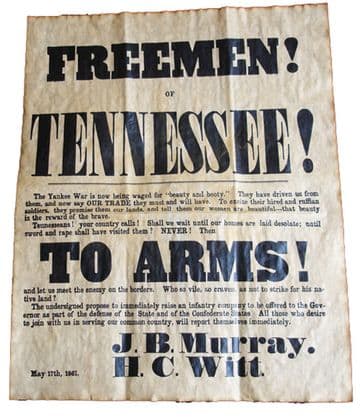 FREEMEN!
OF
TENNESSEE!
The Yankee War is now being waged for "beauty and booty." They have driven us from
them, and now say OUR TRADE they must and will have. To excite their hired and ruffian
soldiers, they promise them our lands, and tell them our women are beautiful—that beauty
is the reward of the brave.
Tennesseans! your country calls! Shall we wait until our homes are laid desolate; until
sword and rape shall have visited them? NEVER! Then
TO ARMS!
and let us meet the enemy on the borders. Who so vile, so craven, as not to strike for his na-
tive land?
The undersigned propose to immediately raise an infantry company to be offered to the Gov-
ernor as part of the defense of the State and of the Confederate States. All those who desire
to join with us in serving our common country, will report themselves immediately.
J. B. Murray.
H. C. Witt.
May 17th, 1861.